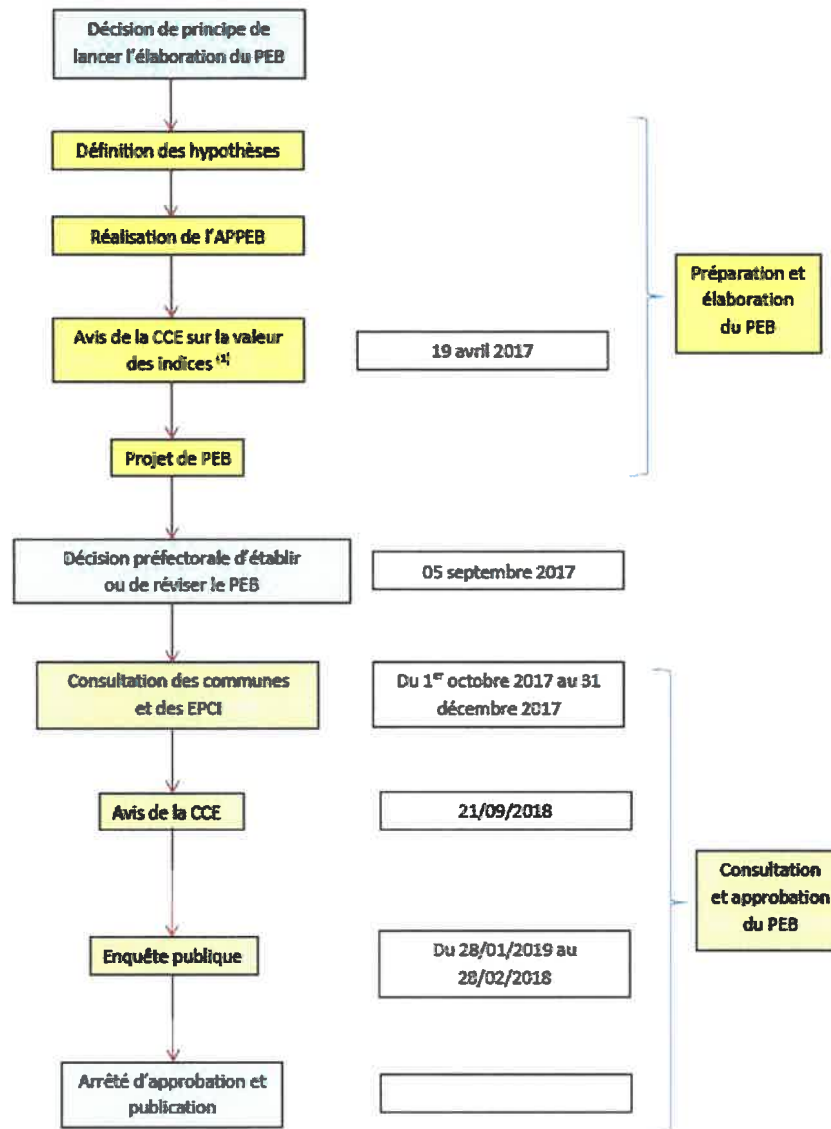 Décision de principe de
lancer l'élaboration du PEB
Définition des hypothèses
Réalisation de l'APPEB
Préparation et
élaboration
du PEB
Avis de la CCE sur la valeur
des indices (1)
19 avril 2017
Projet de PEB
Décision préfectorale d'établir
ou de réviser le PEB
05 septembre 2017
Consultation des communes
et des EPCI
Du 1er octobre 2017 au 31
décembre 2017
Avis de la CCE
21/09/2018
Consultation
et approbation
du PEB
Enquête publique
Du 28/01/2019 au
28/02/2018
Arrêté d'approbation et
publication